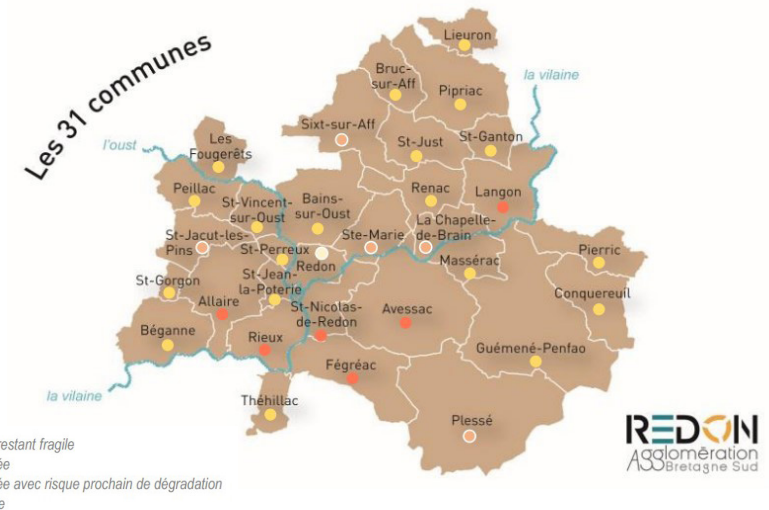 Les 31 communes
Lieuron
la vilaine
Bruc-
sur-Aff
Pipriac
Sixt-sur-Aff
l'oust
Les
Fougerêts
St-Just
St-Ganton
Peillac
St-Vincent-
sur-Oust
Bains-
sur-Oust
Renac
Langon
St-Jacut-les-
Pins
St-Perreux
Redon
Ste-Marie
La Chapelle-
de-Brain
Massérac
Pierric
St-Gorgon
St-Jean-
la-Poterie
Conquereuil
Allaire
St-Nicolas-
de-Redon
Avessac
Béganne
Rieux
Guémené-Penfao
Fégréac
la vilaine
Théhillac
Plessé
REDON
Agglomération
Bretagne Sud
restant fragile
ée
ée avec risque prochain de dégradation
e